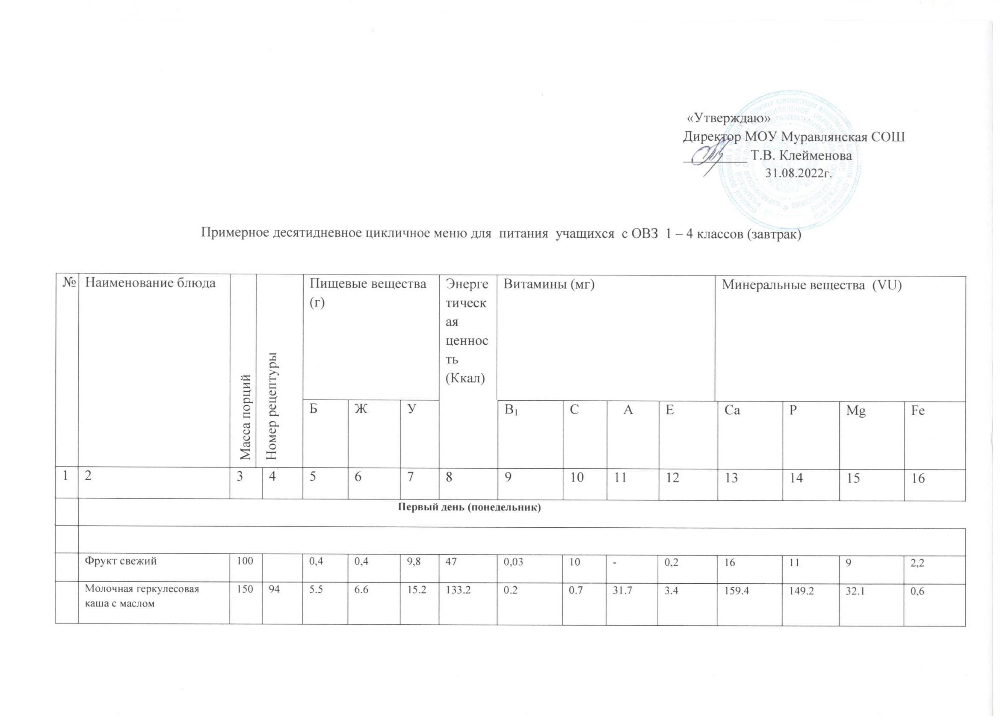 «Утверждаю»
Директор МОУ Муравлянская СОШ
__________ Т.В. Клейменова
31.08.2022г.
Примерное десятидневное цикличное меню для питания учащихся с ОВЗ 1 – 4 классов (завтрак)
№ Наименование блюда Масса порций Номер рецептуры Пищевые вещества (г) Энергетическая ценность (Ккал) Витамины (мг) Минеральные вещества (VU)
Б Ж У В1 С А Е Ca P Mg Fe
1 2 3 4 5 6 7 8 9 10 11 12 13 14 15 16
Первый день (понедельник)
Фрукт свежий 100 0,4 0,4 9,8 47 0,03 10 - 0,2 16 11 9 2,2
Молочная геркулесовая 150 94 5.5 6.6 15.2 133.2 0.2 0.7 31.7 3.4 159.4 149.2 32.1 0,6
каша с маслом